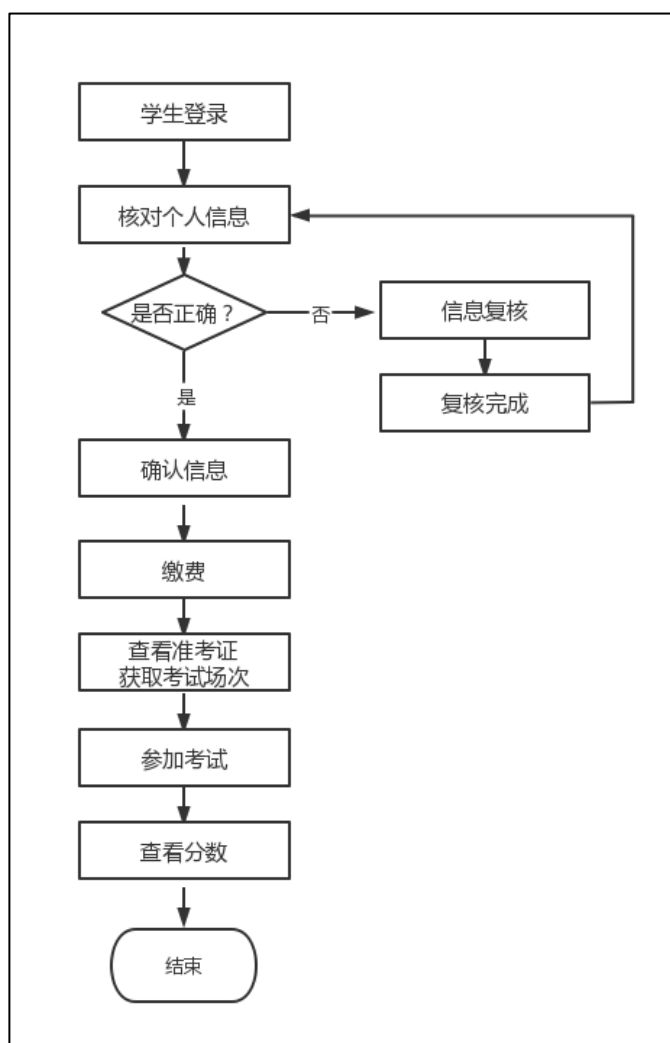 学生登录
核对个人信息
是否正确？
否
信息复核
复核完成
是
确认信息
缴费
查看准考证
获取考试场次
参加考试
查看分数
结束